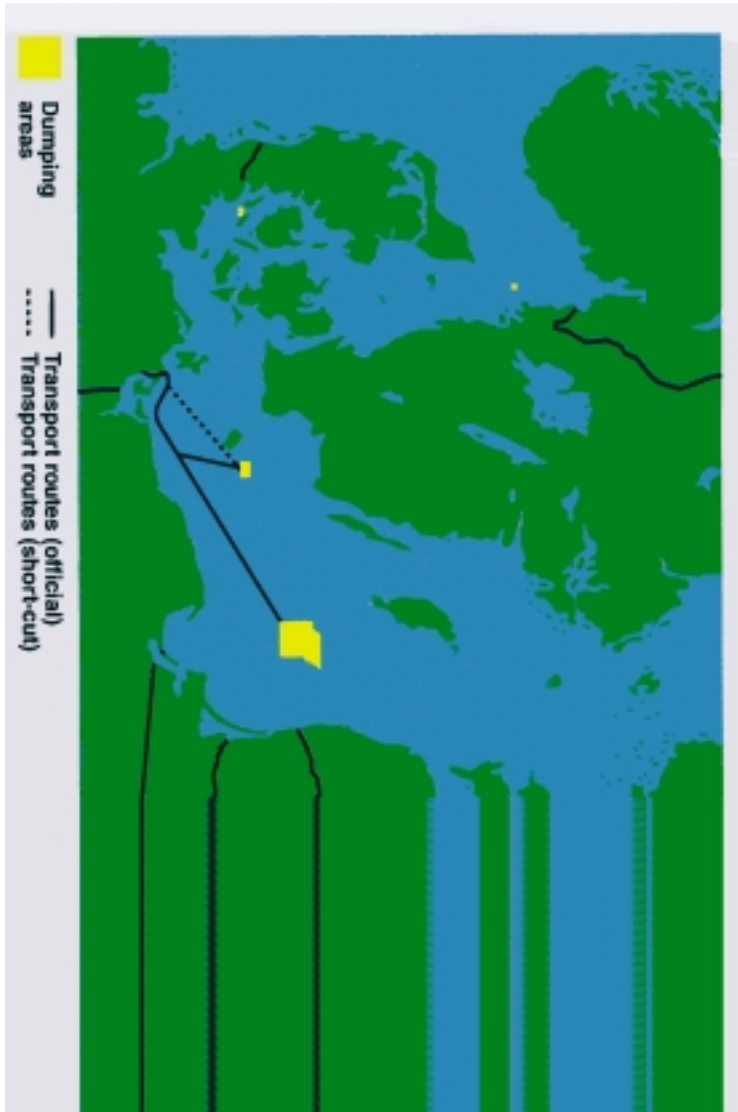 Dumping
areas
Transport routes (official)
Transport routes (short-cut)